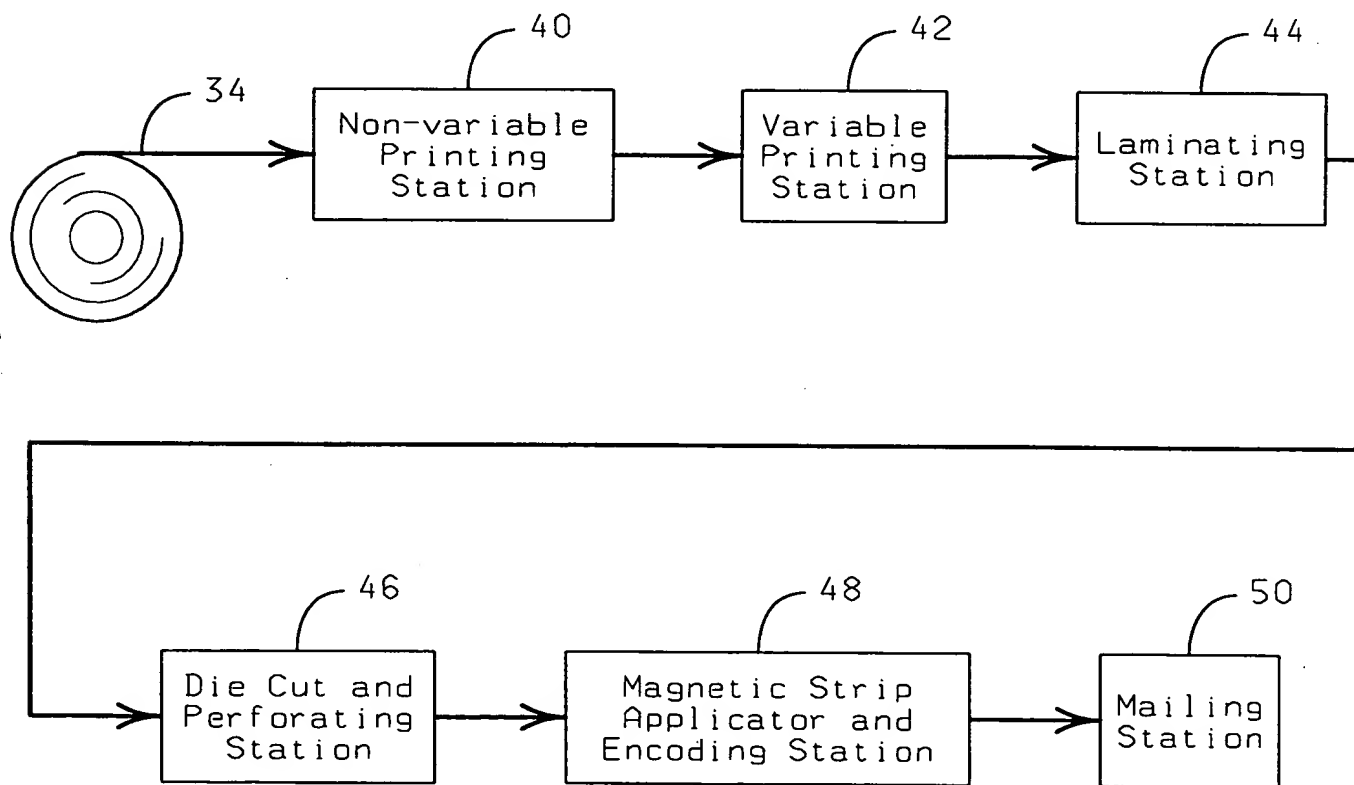 40
42
44
34
Non-variable
Printing
Station
Variable
Printing
Station
Laminating
Station
46
48
50
Die Cut and
Perforating
Station
Magnetic Strip
Applicator and
Encoding Station
Mailing
Station